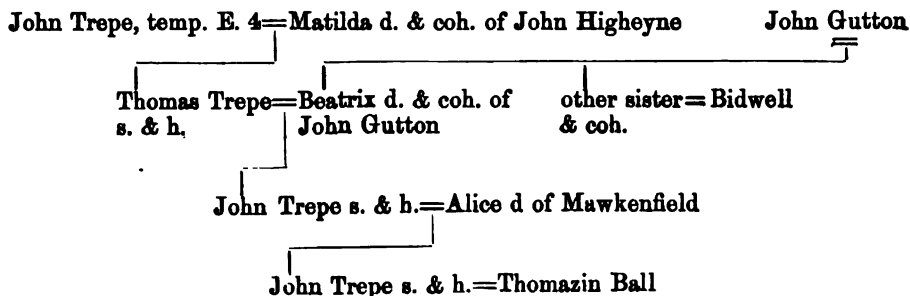 John Trepe, temp. E. 4=Matilda d. & coh. of John Higheyne John Gutton
Thomas Trepe=Beatrix d. & coh. of other sister=Bidwell
s. & h. John Gutton & coh.
John Trepe s. & h.=Alice d of Mawkenfield
John Trepe s. & h.=Thomazin Ball